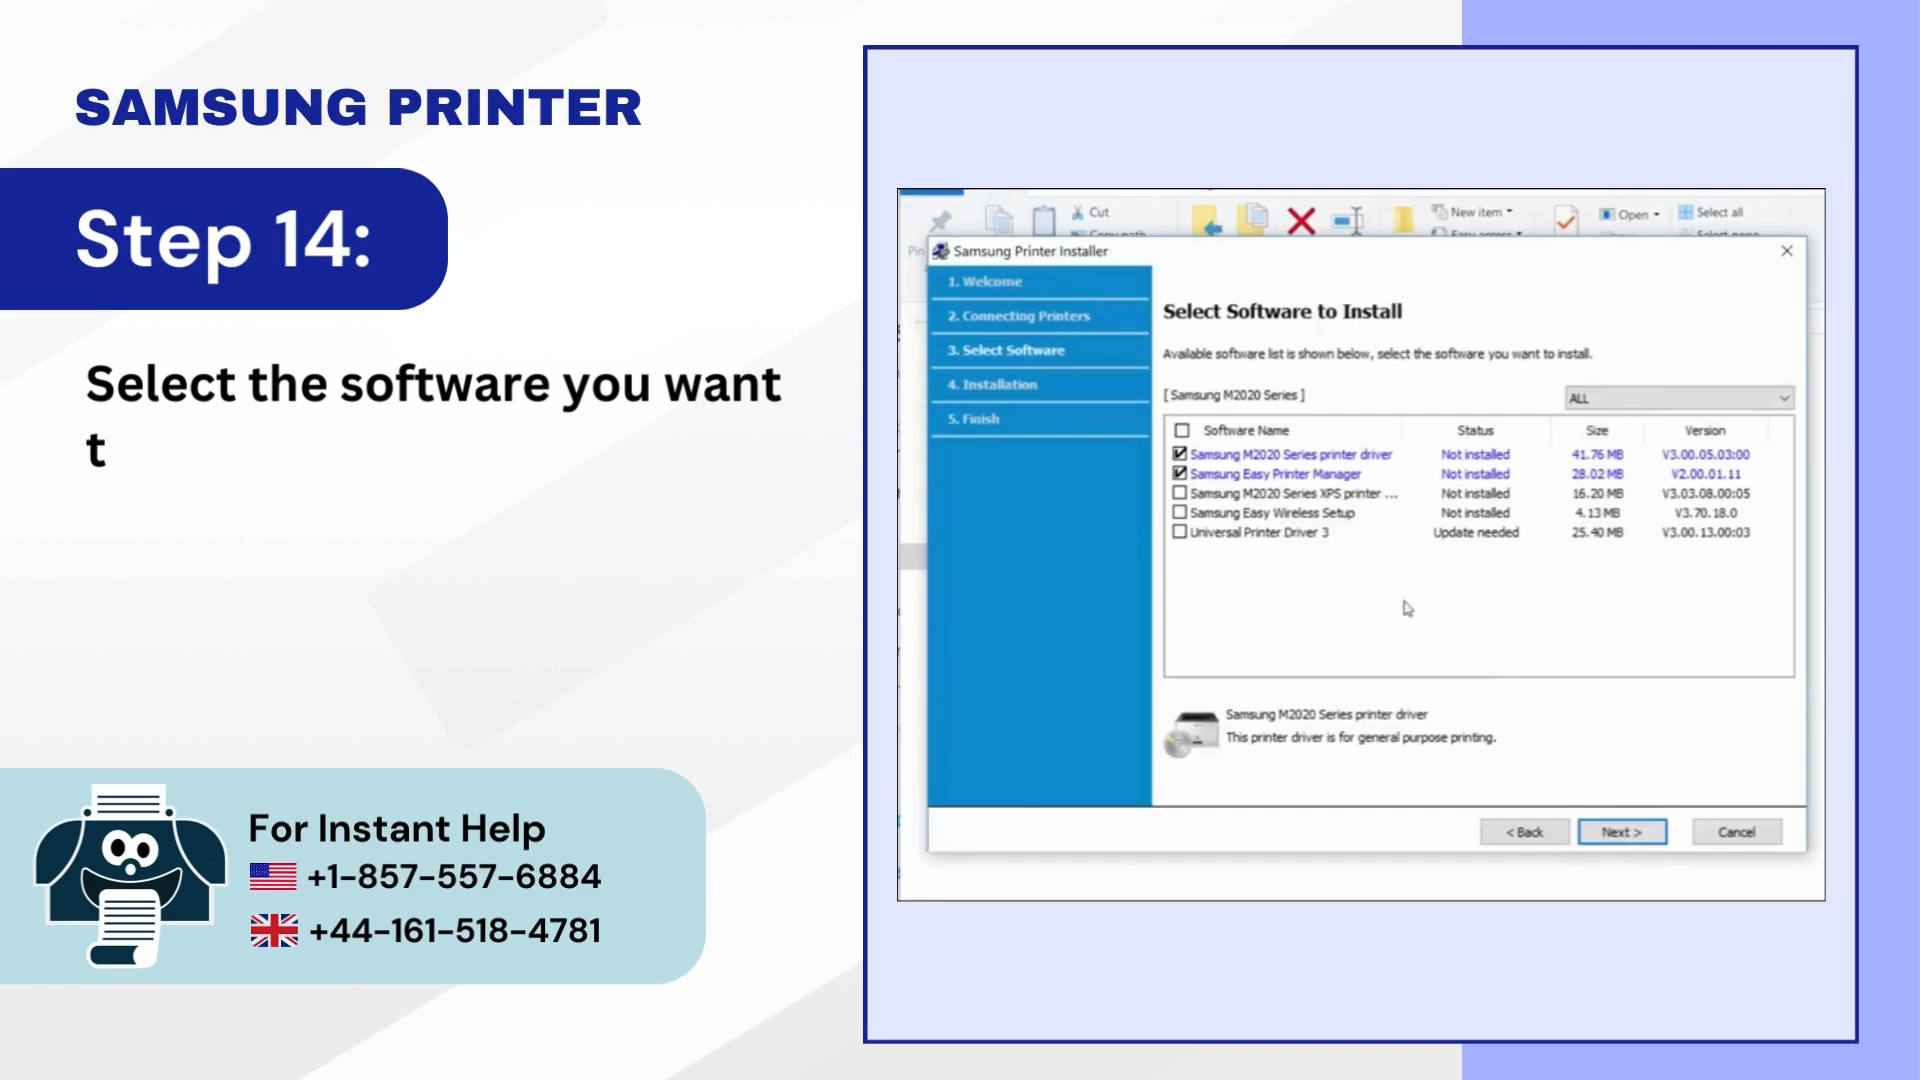 SAMSUNG PRINTER
Step 14:
Select the software you want
t
For Instant Help
+1-857-557-6884
+44-161-518-4781
Cut
New item
Open
Select all
Pin
Samsung Printer Installer
1. Welcome
2. Connecting Printers
3. Select Software
4. Installation
5. Finish
Select Software to Install
Available software list is shown below, select the software you want to install.
[ Samsung M2020 Series ]
ALL
Software Name Status Size Version
Samsung M2020 Series printer driver Not installed 41.76 MB V3.00.05.03:00
Samsung Easy Printer Manager Not installed 28.02 MB V2.00.01.11
Samsung M2020 Series XPS printer ... Not installed 16.20 MB V3.03.08.00:05
Samsung Easy Wireless Setup Not installed 4.13 MB V3.70.18.0
Universal Printer Driver 3 Update needed 25.40 MB V3.00.13.00:03
Samsung M2020 Series printer driver
This printer driver is for general purpose printing.
< Back
Next >
Cancel